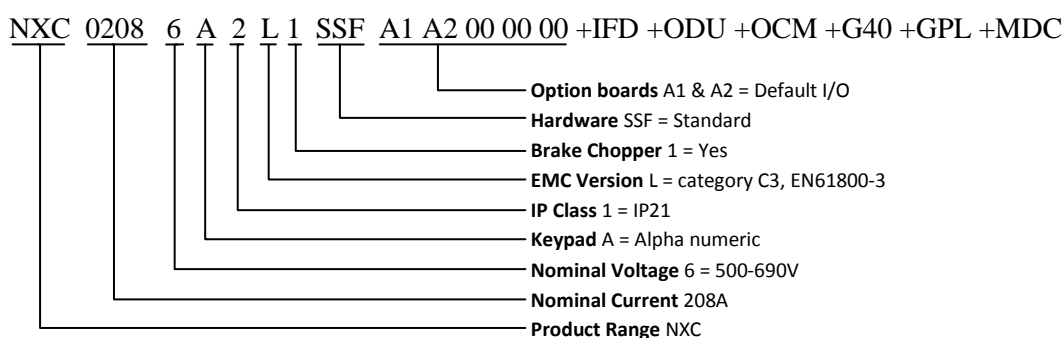 NXC 0208 6 A 2 L 1 SSF A1 A2 00 00 00 +IFD +ODU +OCM +G40 +GPL +MDC
Option boards A1 & A2 = Default I/O
Hardware SSF = Standard
Brake Chopper 1 = Yes
EMC Version L = category C3, EN61800-3
IP Class 1 = IP21
Keypad A = Alpha numeric
Nominal Voltage 6 = 500-690V
Nominal Current 208A
Product Range NXC